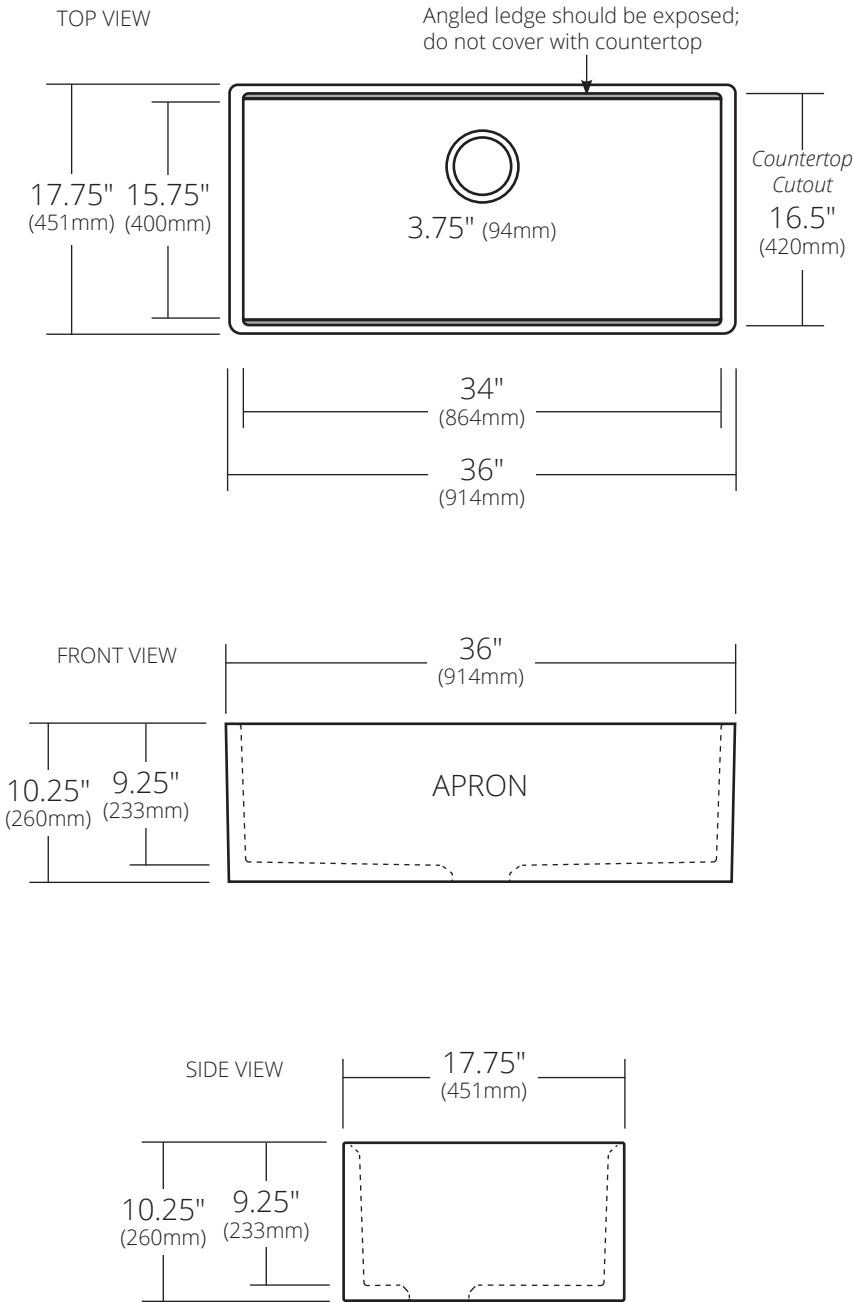 TOP VIEW
Angled ledge should be exposed;
do not cover with countertop
17.75"
(451mm)
15.75"
(400mm)
3.75" (94mm)
Countertop
Cutout
16.5"
(420mm)
34"
(864mm)
36"
(914mm)
FRONT VIEW
36"
(914mm)
10.25"
(260mm)
9.25"
(233mm)
APRON
SIDE VIEW
17.75"
(451mm)
10.25"
(260mm)
9.25"
(233mm)